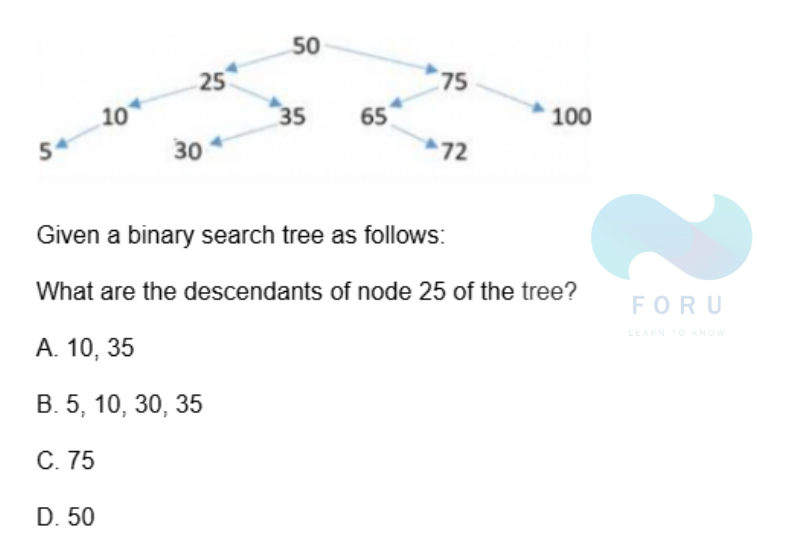 50
25 75
10 35 65 100
5 30 72
Given a binary search tree as follows:
What are the descendants of node 25 of the tree?
FORU
LEARN TO KNOW
A. 10, 35
B. 5, 10, 30, 35
C. 75
D. 50